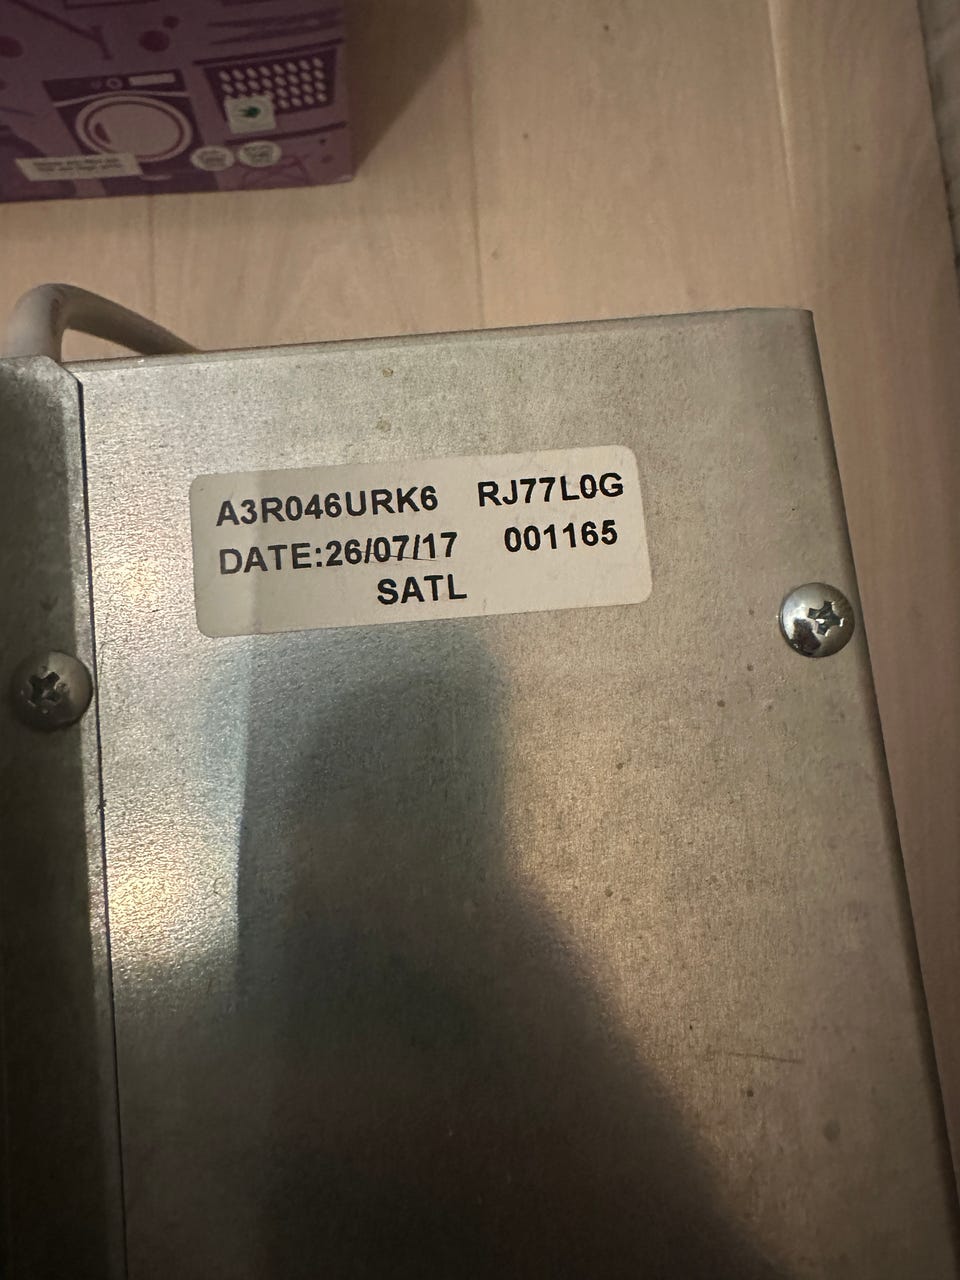 A3R046URK6 RJ77L0G
DATE:26/07/17 001165
SATL